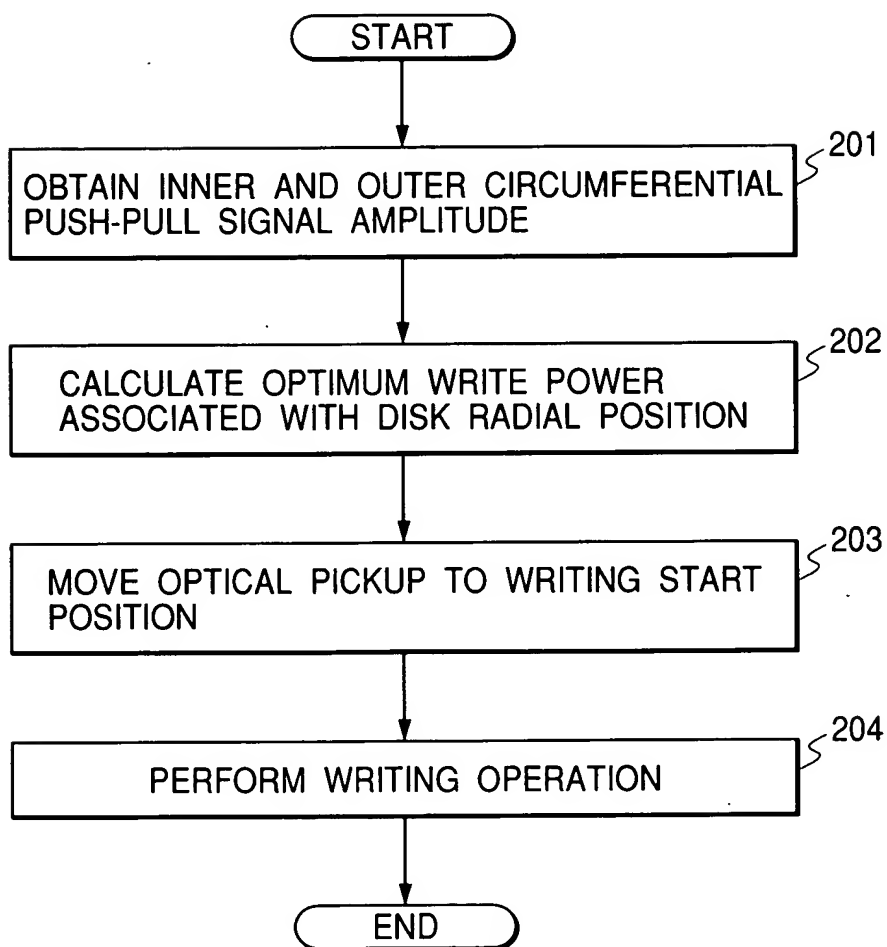 START
201
OBTAIN INNER AND OUTER CIRCUMFERENTIAL
PUSH-PULL SIGNAL AMPLITUDE
202
CALCULATE OPTIMUM WRITE POWER
ASSOCIATED WITH DISK RADIAL POSITION
203
MOVE OPTICAL PICKUP TO WRITING START
POSITION
204
PERFORM WRITING OPERATION
END